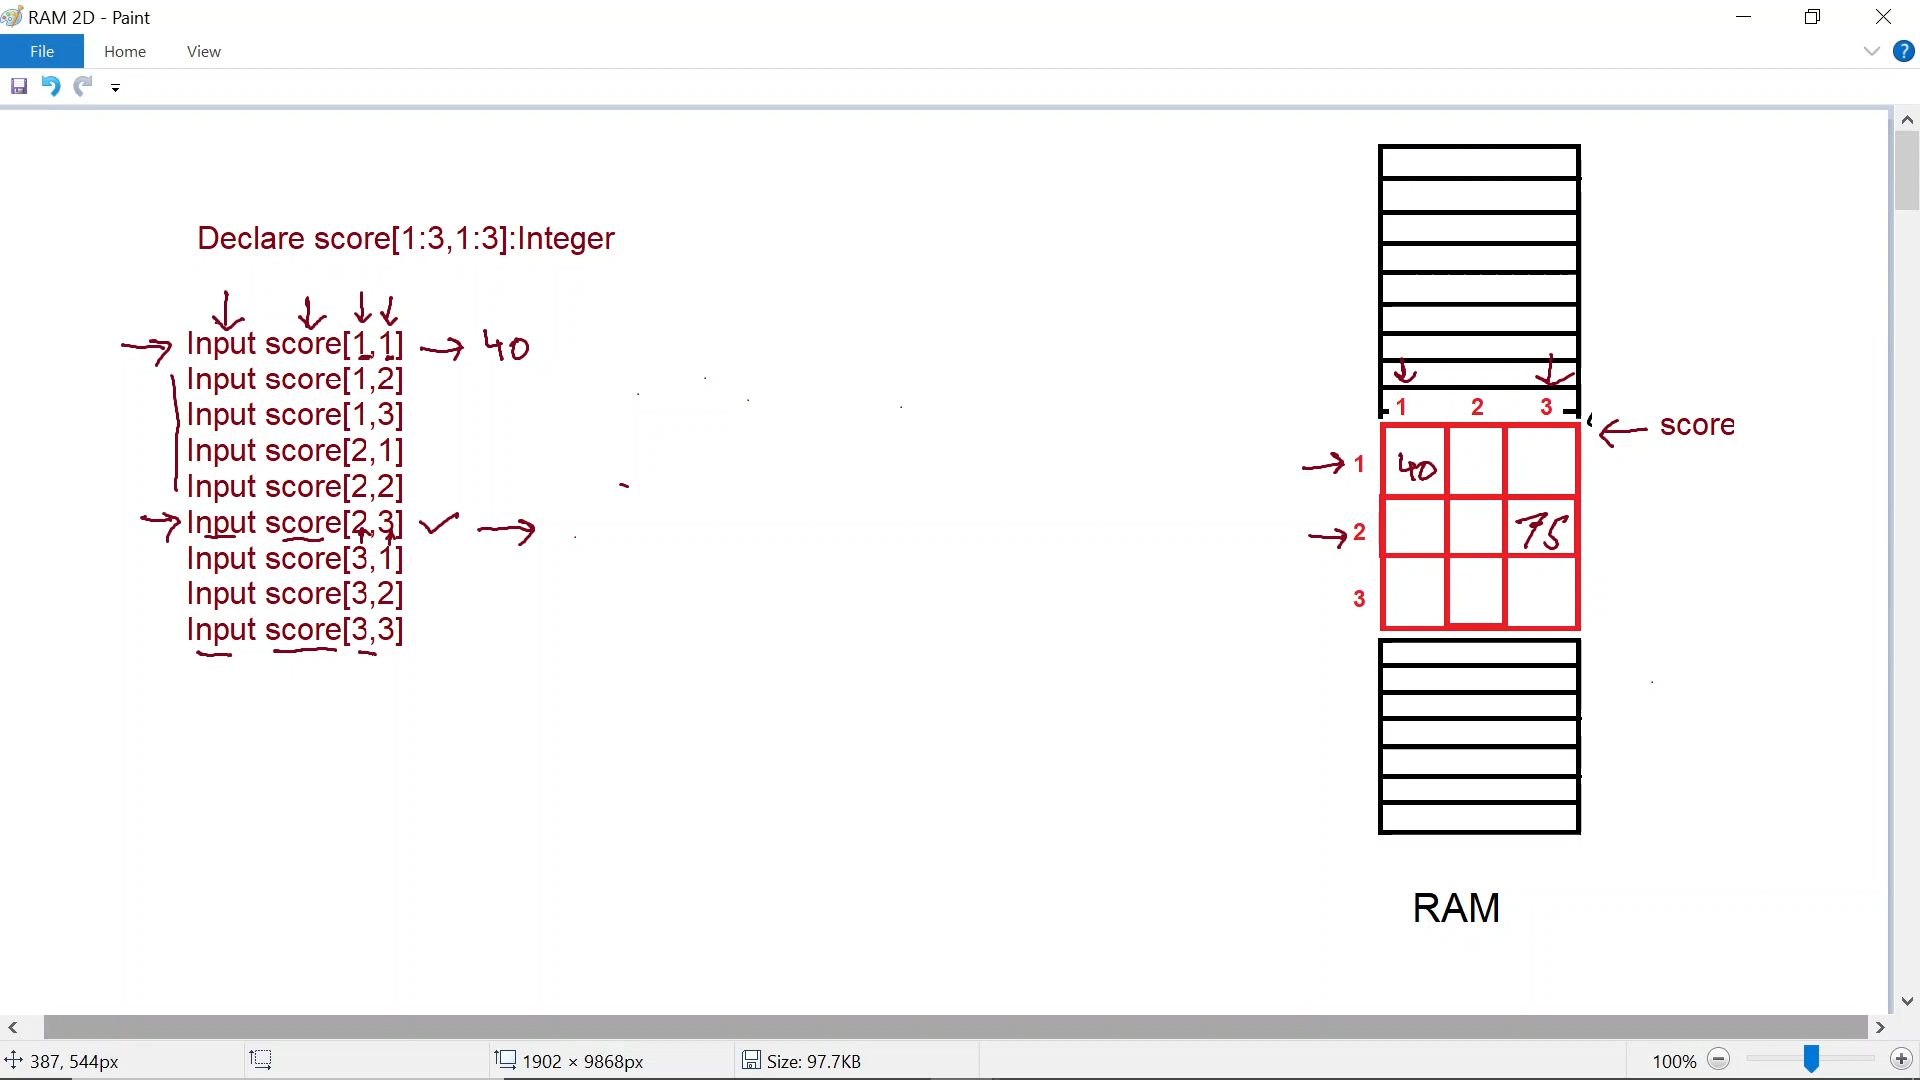 RAM 2D - Paint
File Home View
Declare score[1:3,1:3]:Integer
Input score[1,1] 40
Input score[1,2]
Input score[1,3]
Input score[2,1]
Input score[2,2]
Input score[2,3]
Input score[3,1]
Input score[3,2]
Input score[3,3]
1 2 3
score
1 40
2 75
3
RAM
387, 544px
1902 × 9868px
Size: 97.7KB
100%